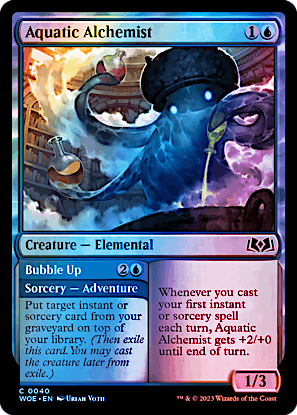 Aquatic Alchemist 1
Creature — Elemental
Bubble Up 2
Sorcery — Adventure
Put target instant or
sorcery card from your
graveyard on top of
your library. (Then exile
this card. You may cast
the creature later from
exile.)
Whenever you cast
your first instant
or sorcery spell
each turn, Aquatic
Alchemist gets +2/+0
until end of turn.
1/3
C 0040
WOE • EN Uriah Voth
™ & © 2023 Wizards of the Coast